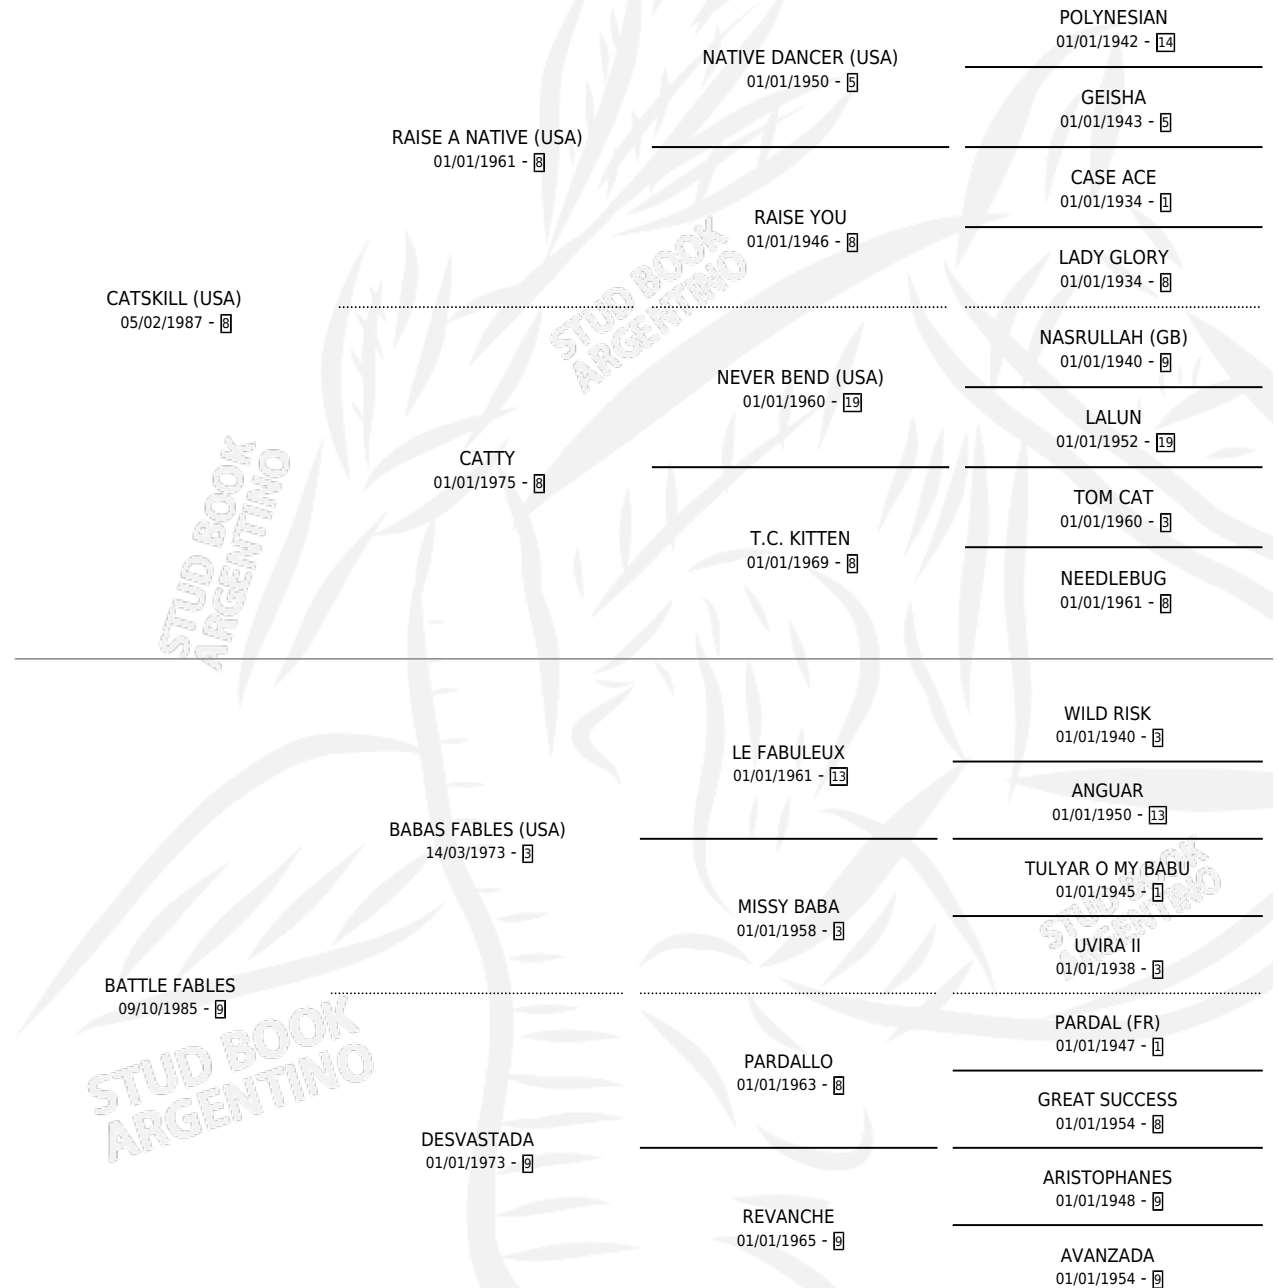 POLYNESIAN
01/01/1942 - 14
NATIVE DANCER (USA)
01/01/1950 - 5
GEISHA
01/01/1943 - 5
RAISE A NATIVE (USA)
01/01/1961 - 8
CASE ACE
01/01/1934 - 1
RAISE YOU
01/01/1946 - 8
LADY GLORY
01/01/1934 - 8
CATSKILL (USA)
05/02/1987 - 8
NASRULLAH (GB)
01/01/1940 - 9
NEVER BEND (USA)
01/01/1960 - 19
LALUN
01/01/1952 - 19
CATTY
01/01/1975 - 8
TOM CAT
01/01/1960 - 3
T.C. KITTEN
01/01/1969 - 8
NEEDLEBUG
01/01/1961 - 8
WILD RISK
01/01/1940 - 3
LE FABULEUX
01/01/1961 - 13
ANGUAR
01/01/1950 - 13
BABAS FABLES (USA)
14/03/1973 - 3
TULYAR O MY BABU
01/01/1945 - 1
MISSY BABA
01/01/1958 - 3
UVIRA II
01/01/1938 - 3
BATTLE FABLES
09/10/1985 - 9
PARDAL (FR)
01/01/1947 - 1
PARDALLO
01/01/1963 - 8
GREAT SUCCESS
01/01/1954 - 8
DESVASTADA
01/01/1973 - 9
ARISTOPHANES
01/01/1948 - 9
REVANCHE
01/01/1965 - 9
AVANZADA
01/01/1954 - 9
STUD BOOK
ARGENTINO
STUD BOOK
ARGENTINO
STUD BOOK
ARGENTINO
STUD BOOK
ARGENTINO